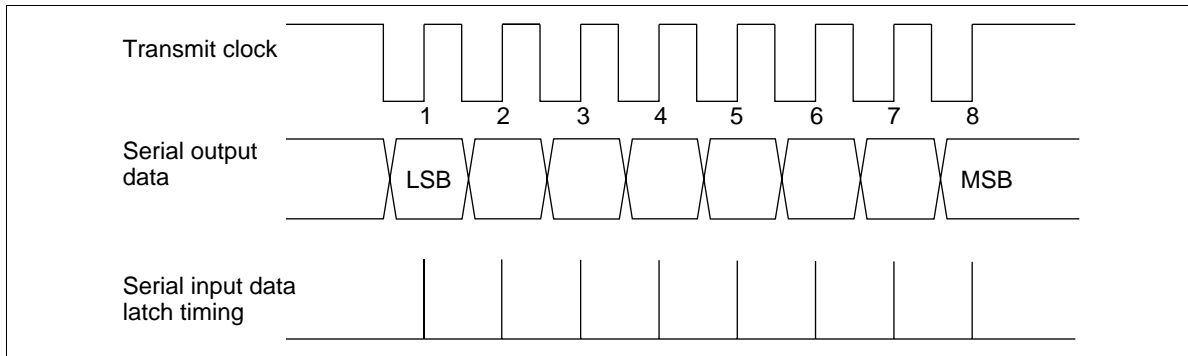 Transmit clock
1 2 3 4 5 6 7 8
Serial output
data
LSB MSB
Serial input data
latch timing